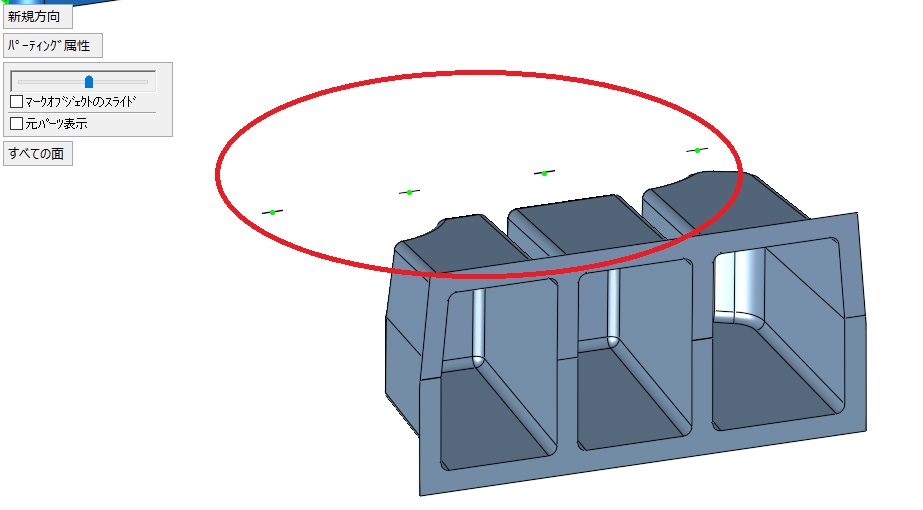 新規方向
ﾊﾟｰﾃｨﾝｸﾞ属性
ﾏｰｸｵﾌﾞｼﾞｪｸﾄのｽﾗｲﾄﾞ
元ﾊﾟｰﾂ表示
すべての面